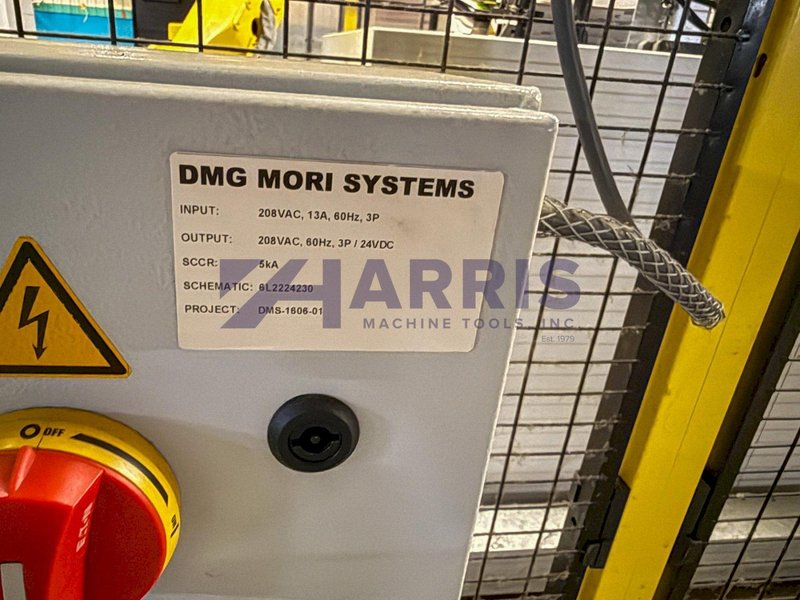 DMG MORI SYSTEMS
INPUT: 208VAC, 13A, 60Hz, 3P
OUTPUT: 208VAC, 60Hz, 3P / 24VDC
SCCR: 5kA
SCHEMATIC: 6L2224230
PROJECT: DMS-1606-01
HARRIS
MACHINE TOOLS, INC.
Est. 1979
O OFF